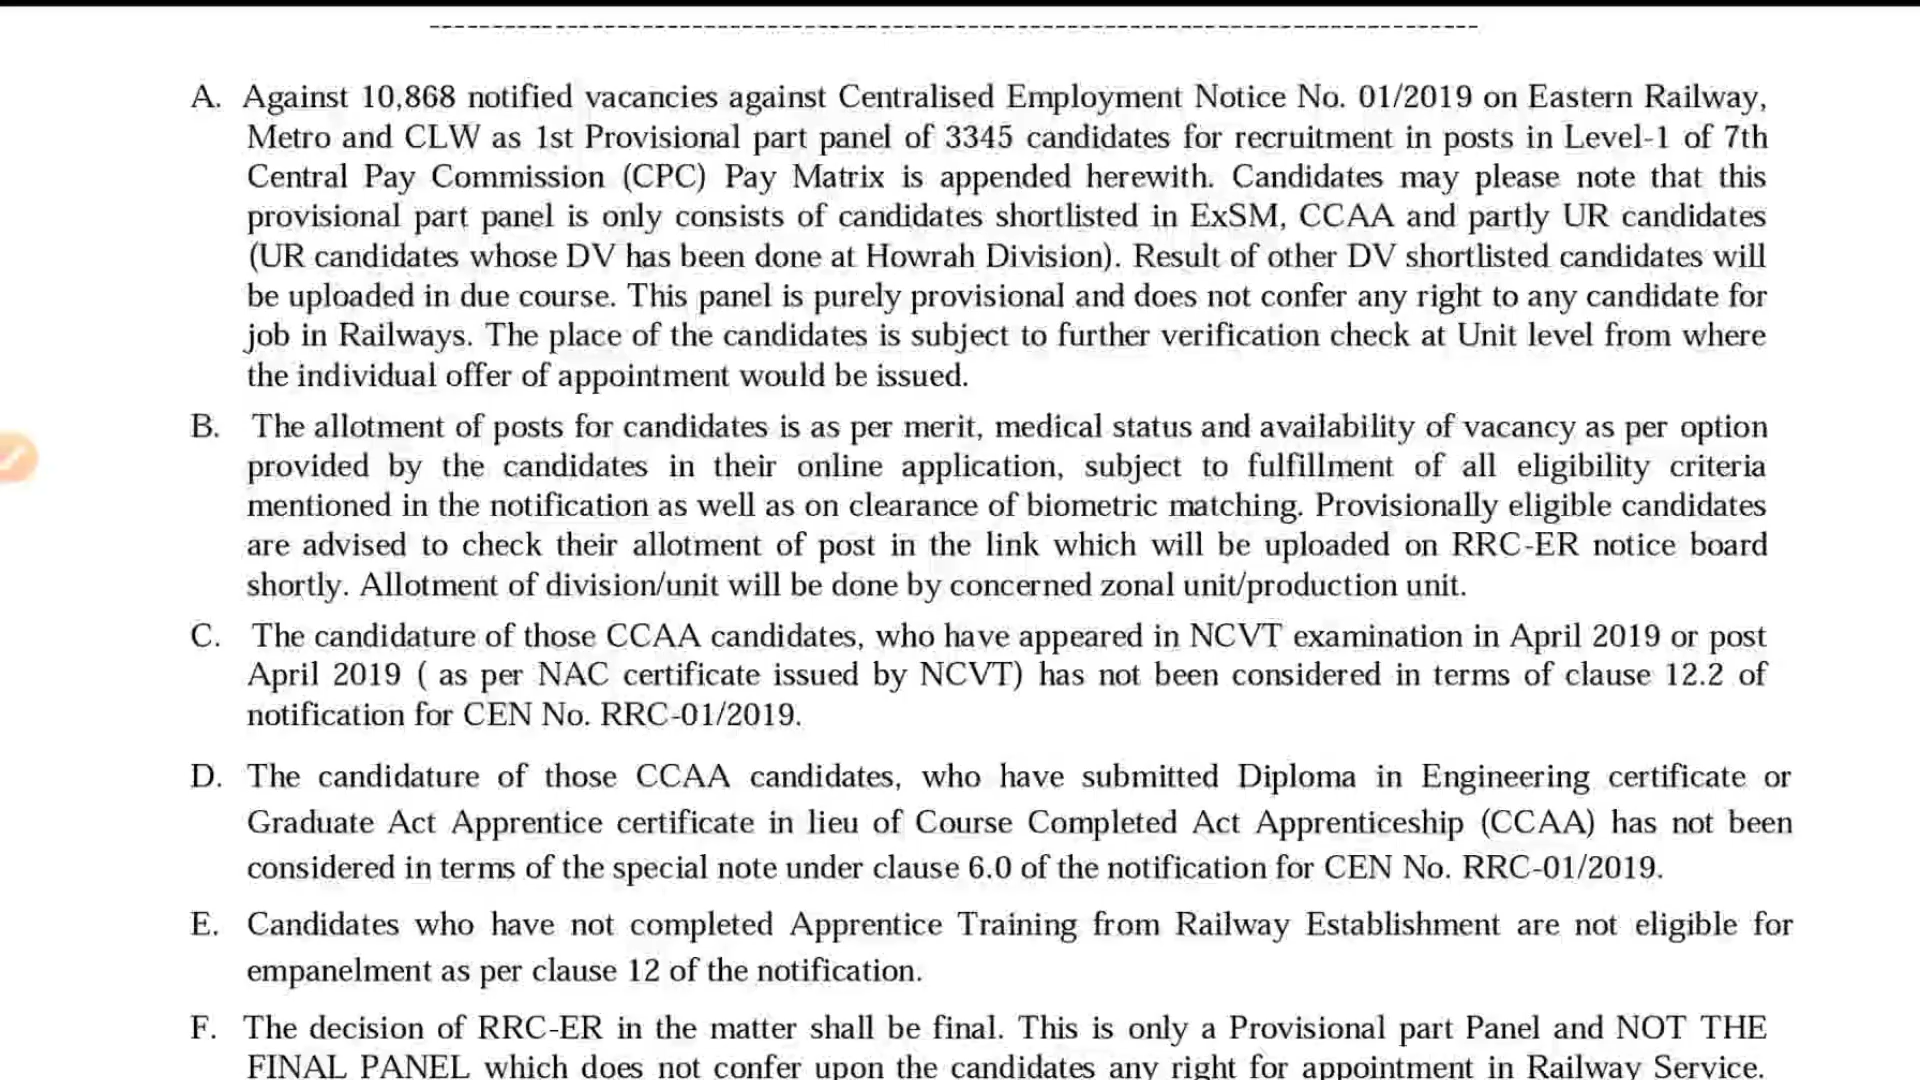 A. Against 10,868 notified vacancies against Centralised Employment Notice No. 01/2019 on Eastern Railway,
Metro and CLW as 1st Provisional part panel of 3345 candidates for recruitment in posts in Level-1 of 7th
Central Pay Commission (CPC) Pay Matrix is appended herewith. Candidates may please note that this
provisional part panel is only consists of candidates shortlisted in ExSM, CCAA and partly UR candidates
(UR candidates whose DV has been done at Howrah Division). Result of other DV shortlisted candidates will
be uploaded in due course. This panel is purely provisional and does not confer any right to any candidate for
job in Railways. The place of the candidates is subject to further verification check at Unit level from where
the individual offer of appointment would be issued.
B. The allotment of posts for candidates is as per merit, medical status and availability of vacancy as per option
provided by the candidates in their online application, subject to fulfillment of all eligibility criteria
mentioned in the notification as well as on clearance of biometric matching. Provisionally eligible candidates
are advised to check their allotment of post in the link which will be uploaded on RRC-ER notice board
shortly. Allotment of division/unit will be done by concerned zonal unit/production unit.
C. The candidature of those CCAA candidates, who have appeared in NCVT examination in April 2019 or post
April 2019 ( as per NAC certificate issued by NCVT) has not been considered in terms of clause 12.2 of
notification for CEN No. RRC-01/2019.
D. The candidature of those CCAA candidates, who have submitted Diploma in Engineering certificate or
Graduate Act Apprentice certificate in lieu of Course Completed Act Apprenticeship (CCAA) has not been
considered in terms of the special note under clause 6.0 of the notification for CEN No. RRC-01/2019.
E. Candidates who have not completed Apprentice Training from Railway Establishment are not eligible for
empanelment as per clause 12 of the notification.
F. The decision of RRC-ER in the matter shall be final. This is only a Provisional part Panel and NOT THE
FINAL PANEL which does not confer upon the candidates any right for appointment in Railway Service.